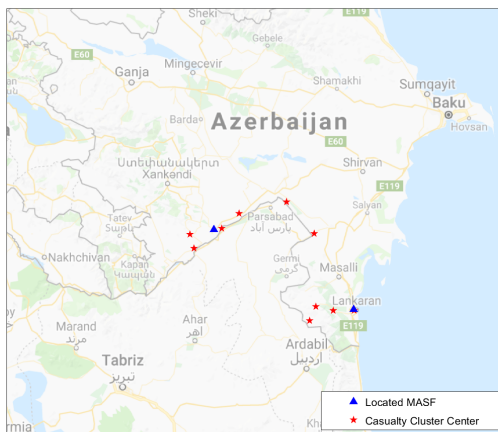 Sheki
E119
Gebele
E60
Mingecevir
Ganja
Shamakhi
Sumqayit
Baku
Hovsan
Barda
Azerbaijan
E60
Ստեփանակերտ
Xankəndi
Shirvan
E119
Tatev
Տաթև
Parsabad
پارس آباد
Salyan
Nakhchivan
Kapan
Կապան
Germi
گرمی
Masalli
Lankaran
E119
Marand
مرند
Ahar
اهر
Ardabil
اردبیل
Tabriz
تبریز
Located MASF
Casualty Cluster Center